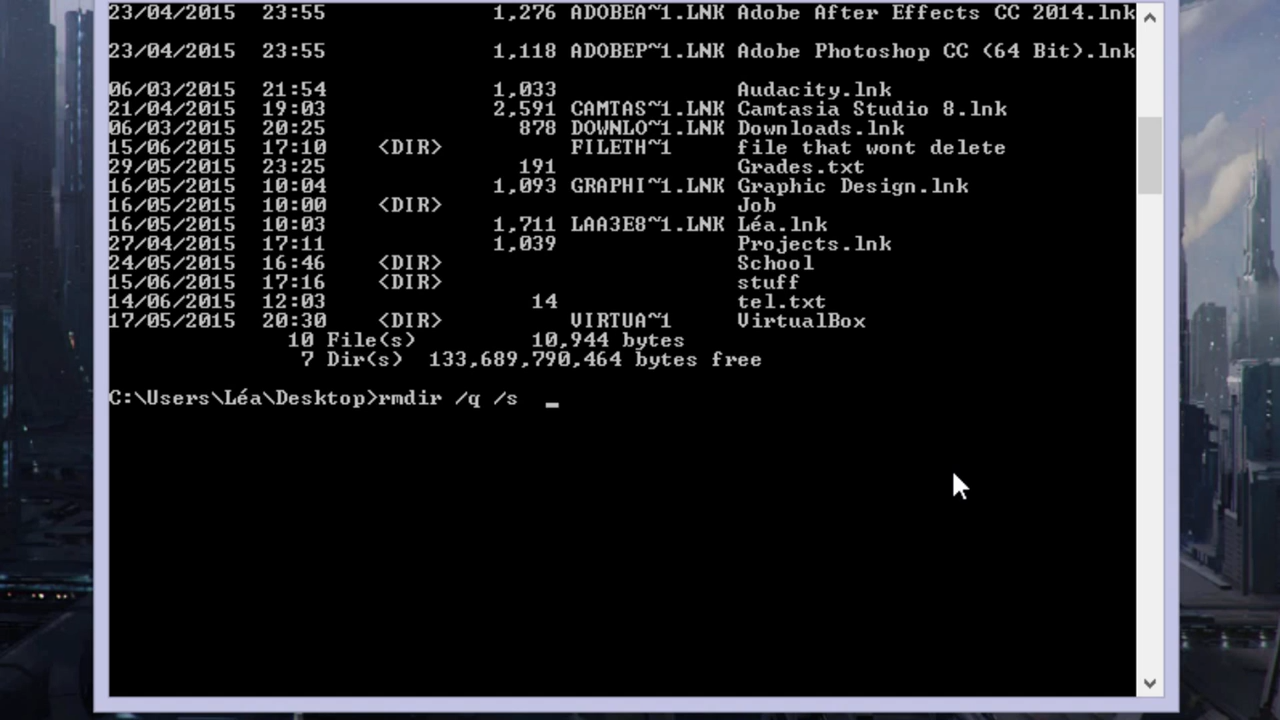 23/04/2015 23:55 1,276 ADOBEA~1.LNK Adobe After Effects CC 2014.lnk
23/04/2015 23:55 1,118 ADOBEP~1.LNK Adobe Photoshop CC (64 Bit).lnk
06/03/2015 21:54 1,033 Audacity.lnk
21/04/2015 19:03 2,591 CAMTAS~1.LNK Camtasia Studio 8.lnk
06/03/2015 20:25 878 DOWNLO~1.LNK Downloads.lnk
15/06/2015 17:10 <DIR> FILETH~1 file that wont delete
29/05/2015 23:25 191 Grades.txt
16/05/2015 10:04 1,093 GRAPHI~1.LNK Graphic Design.lnk
16/05/2015 10:00 <DIR> Job
16/05/2015 10:03 1,711 LAA3E8~1.LNK Léa.lnk
27/04/2015 17:11 1,039 Projects.lnk
24/05/2015 16:46 <DIR> School
15/06/2015 17:16 <DIR> stuff
14/06/2015 12:03 14 tel.txt
17/05/2015 20:30 <DIR> VIRTUA~1 VirtualBox
10 File(s) 10,944 bytes
7 Dir(s) 133,689,790,464 bytes free
C:\Users\Léa\Desktop>rmdir /q /s _